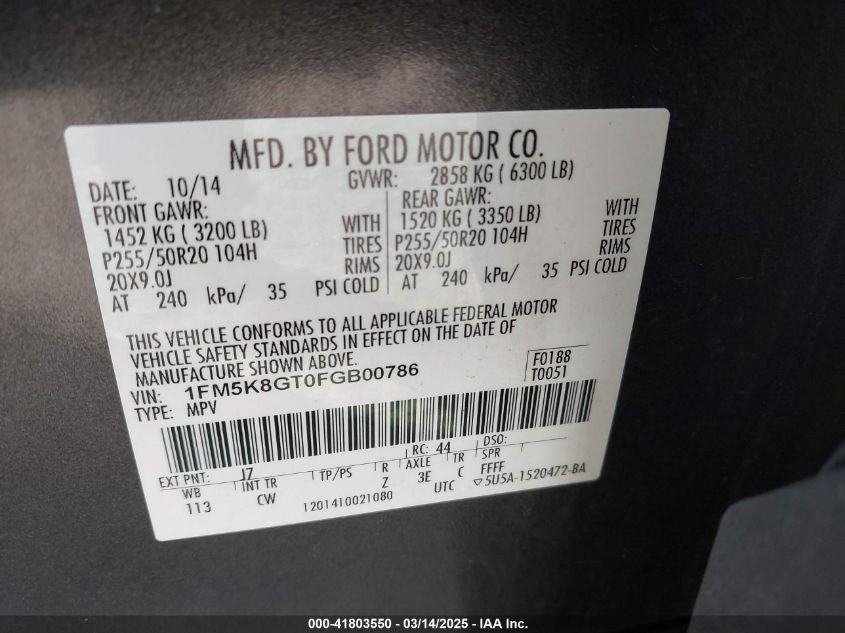 MFD. BY FORD MOTOR CO.
DATE: 10/14 GVWR: 2858 KG ( 6300 LB)
FRONT GAWR: REAR GAWR:
1452 KG ( 3200 LB) WITH 1520 KG ( 3350 LB) WITH
P255/50R20 104H TIRES P255/50R20 104H TIRES
20X9.0J RIMS 20X9.0J RIMS
AT 240 kPa/ 35 PSI COLD AT 240 kPa/ 35 PSI COLD
THIS VEHICLE CONFORMS TO ALL APPLICABLE FEDERAL MOTOR
VEHICLE SAFETY STANDARDS IN EFFECT ON THE DATE OF
MANUFACTURE SHOWN ABOVE.
VIN: 1FM5K8GT0FGB00786 F0188
TYPE: MPV T0051
EXT PNT: J7 RC: 44 DSO:
WB INT TR TP/PS R AXLE TR SPR
113 CW Z 3E C FFFF
1201410021080 UTC ▽5U5A-1520472-BA
000-41803550 - 03/14/2025 - IAA Inc.